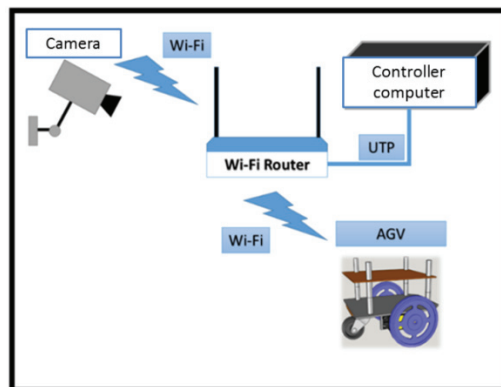 Camera
Wi-Fi
Controller
computer
UTP
Wi-Fi Router
Wi-Fi
AGV